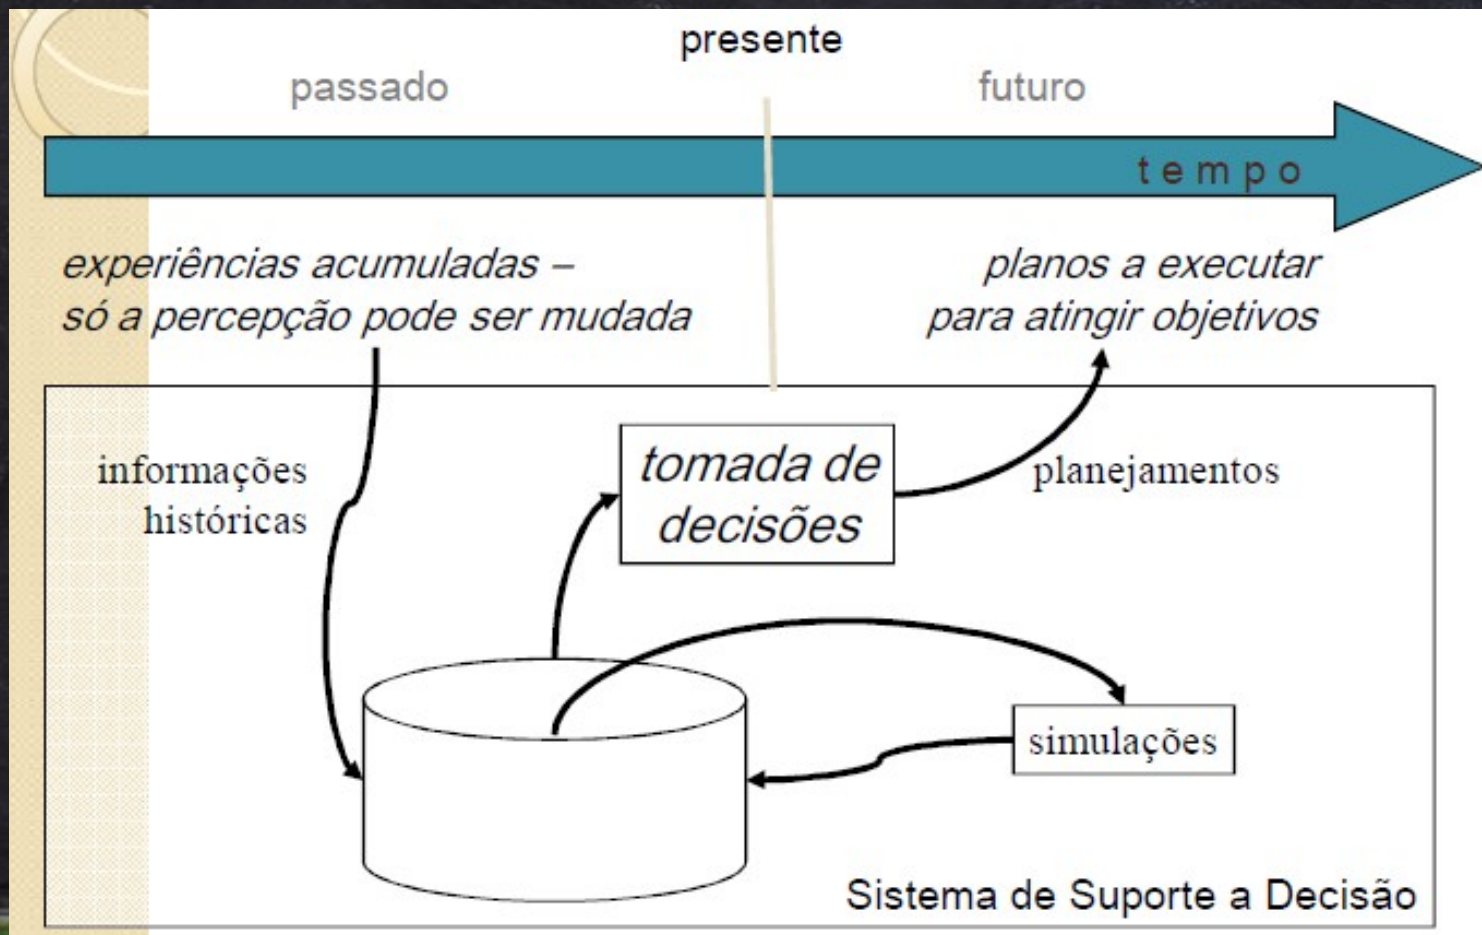 presente
passado
futuro
tempo
experiências acumuladas –
só a percepção pode ser mudada
planos a executar
para atingir objetivos
informações
históricas
tomada de
decisões
planejamentos
simulações
Sistema de Suporte a Decisão